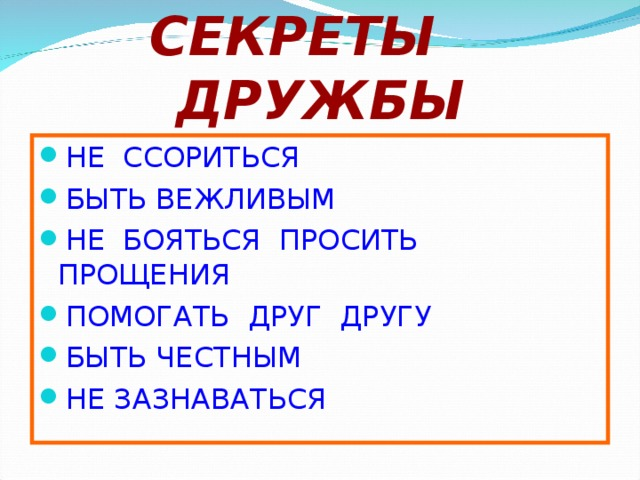 СЕКРЕТЫ
ДРУЖБЫ
НЕ ССОРИТЬСЯ
БЫТЬ ВЕЖЛИВЫМ
НЕ БОЯТЬСЯ ПРОСИТЬ
ПРОЩЕНИЯ
ПОМОГАТЬ ДРУГ ДРУГУ
БЫТЬ ЧЕСТНЫМ
НЕ ЗАЗНАВАТЬСЯ